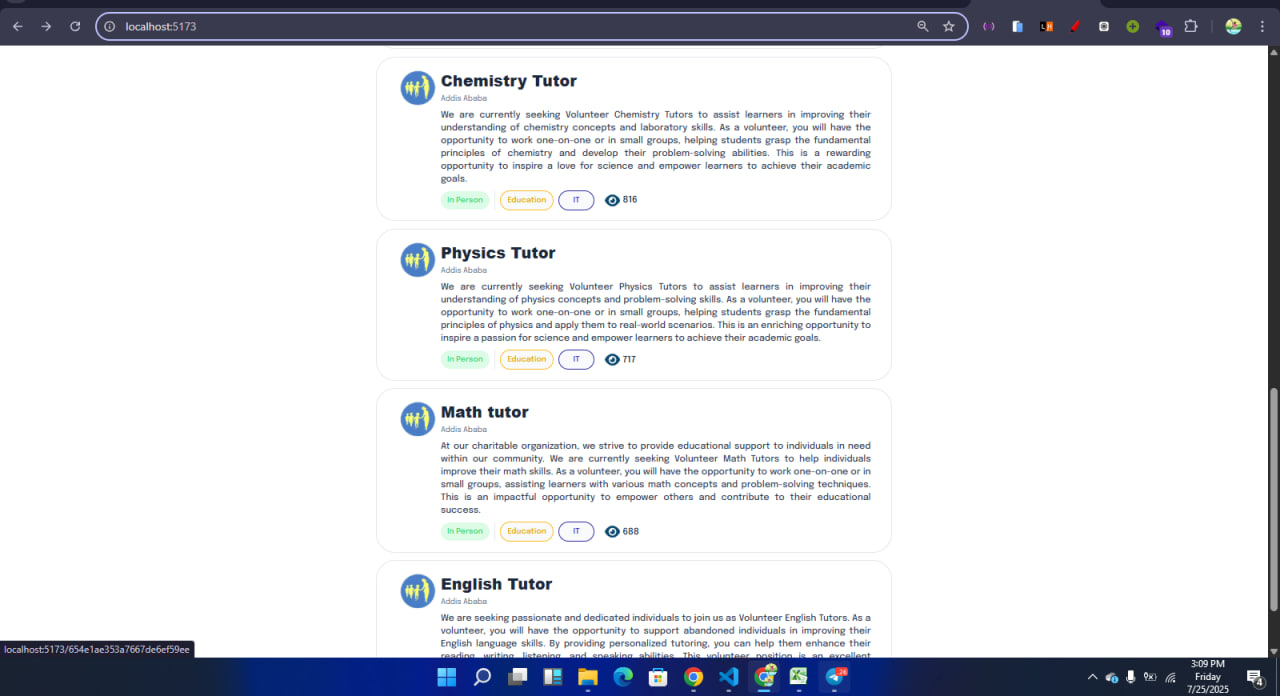 localhost:5173
10
Chemistry Tutor
Addis Ababa
We are currently seeking Volunteer Chemistry Tutors to assist learners in improving their
understanding of chemistry concepts and laboratory skills. As a volunteer, you will have the
opportunity to work one-on-one or in small groups, helping students grasp the fundamental
principles of chemistry and develop their problem-solving abilities. This is a rewarding
opportunity to inspire a love for science and empower learners to achieve their academic
goals.
In Person Education IT 816
Physics Tutor
Addis Ababa
We are currently seeking Volunteer Physics Tutors to assist learners in improving their
understanding of physics concepts and problem-solving skills. As a volunteer, you will have the
opportunity to work one-on-one or in small groups, helping students grasp the fundamental
principles of physics and apply them to real-world scenarios. This is an enriching opportunity to
inspire a passion for science and empower learners to achieve their academic goals.
In Person Education IT 717
Math tutor
Addis Ababa
At our charitable organization, we strive to provide educational support to individuals in need
within our community. We are currently seeking Volunteer Math Tutors to help individuals
improve their math skills. As a volunteer, you will have the opportunity to work one-on-one or in
small groups, assisting learners with various math concepts and problem-solving techniques.
This is an impactful opportunity to empower others and contribute to their educational
success.
In Person Education IT 688
English Tutor
Addis Ababa
We are seeking passionate and dedicated individuals to join us as Volunteer English Tutors. As a
volunteer, you will have the opportunity to support abandoned individuals in improving their
English language skills. By providing personalized tutoring, you can help them enhance their
reading, writing, listening, and speaking abilities. This volunteer position is an excellent
localhost:5173/654e1ae353a7667de6ef59ee
26
3:09 PM
Friday
7/25/2025
4